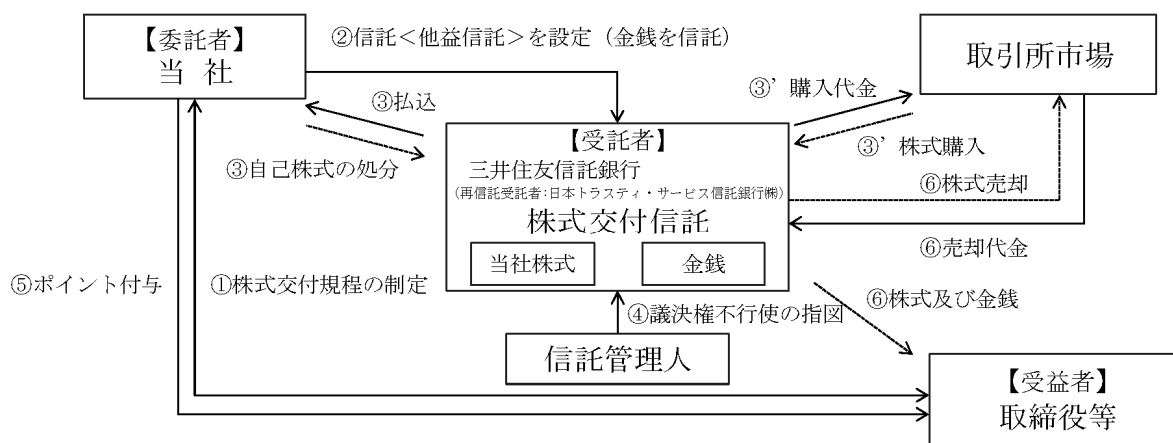 【委託者】
当 社
②信託<他益信託>を設定(金銭を信託)
取引所市場
③払込
③’購入代金
【受託者】
三井住友信託銀行
(再信託受託者:日本トラスティ・サービス信託銀行㈱)
株式交付信託
③自己株式の処分
③’株式購入
⑥株式売却
当社株式
金銭
⑥売却代金
⑤ポイント付与
①株式交付規程の制定
④議決権不行使の指図
⑥株式及び金銭
信託管理人
【受益者】
取締役等